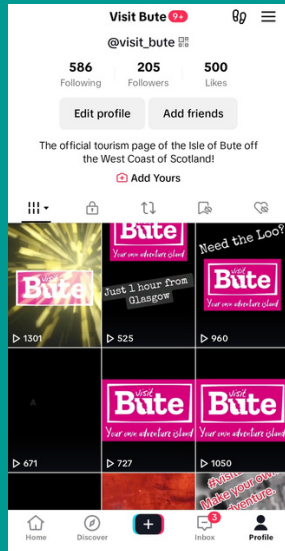 Visit Bute 9+
@visit_bute
586 205 500
Following Followers Likes
Edit profile Add friends
The official tourism page of the Isle of Bute off
the West Coast of Scotland!
Add Yours
Bute
1301
visit
Bute
Your own adventure island
Just 1 hour from
Glasgow
525
Need the Loo?
visit
Bute
Your own adventure island
960
A
671
visit
Bute
Your own adventure island
727
visit
Bute
Your own adventure island
1050
#visit
Make your own
adventure.
Home Discover Inbox 3 Profile